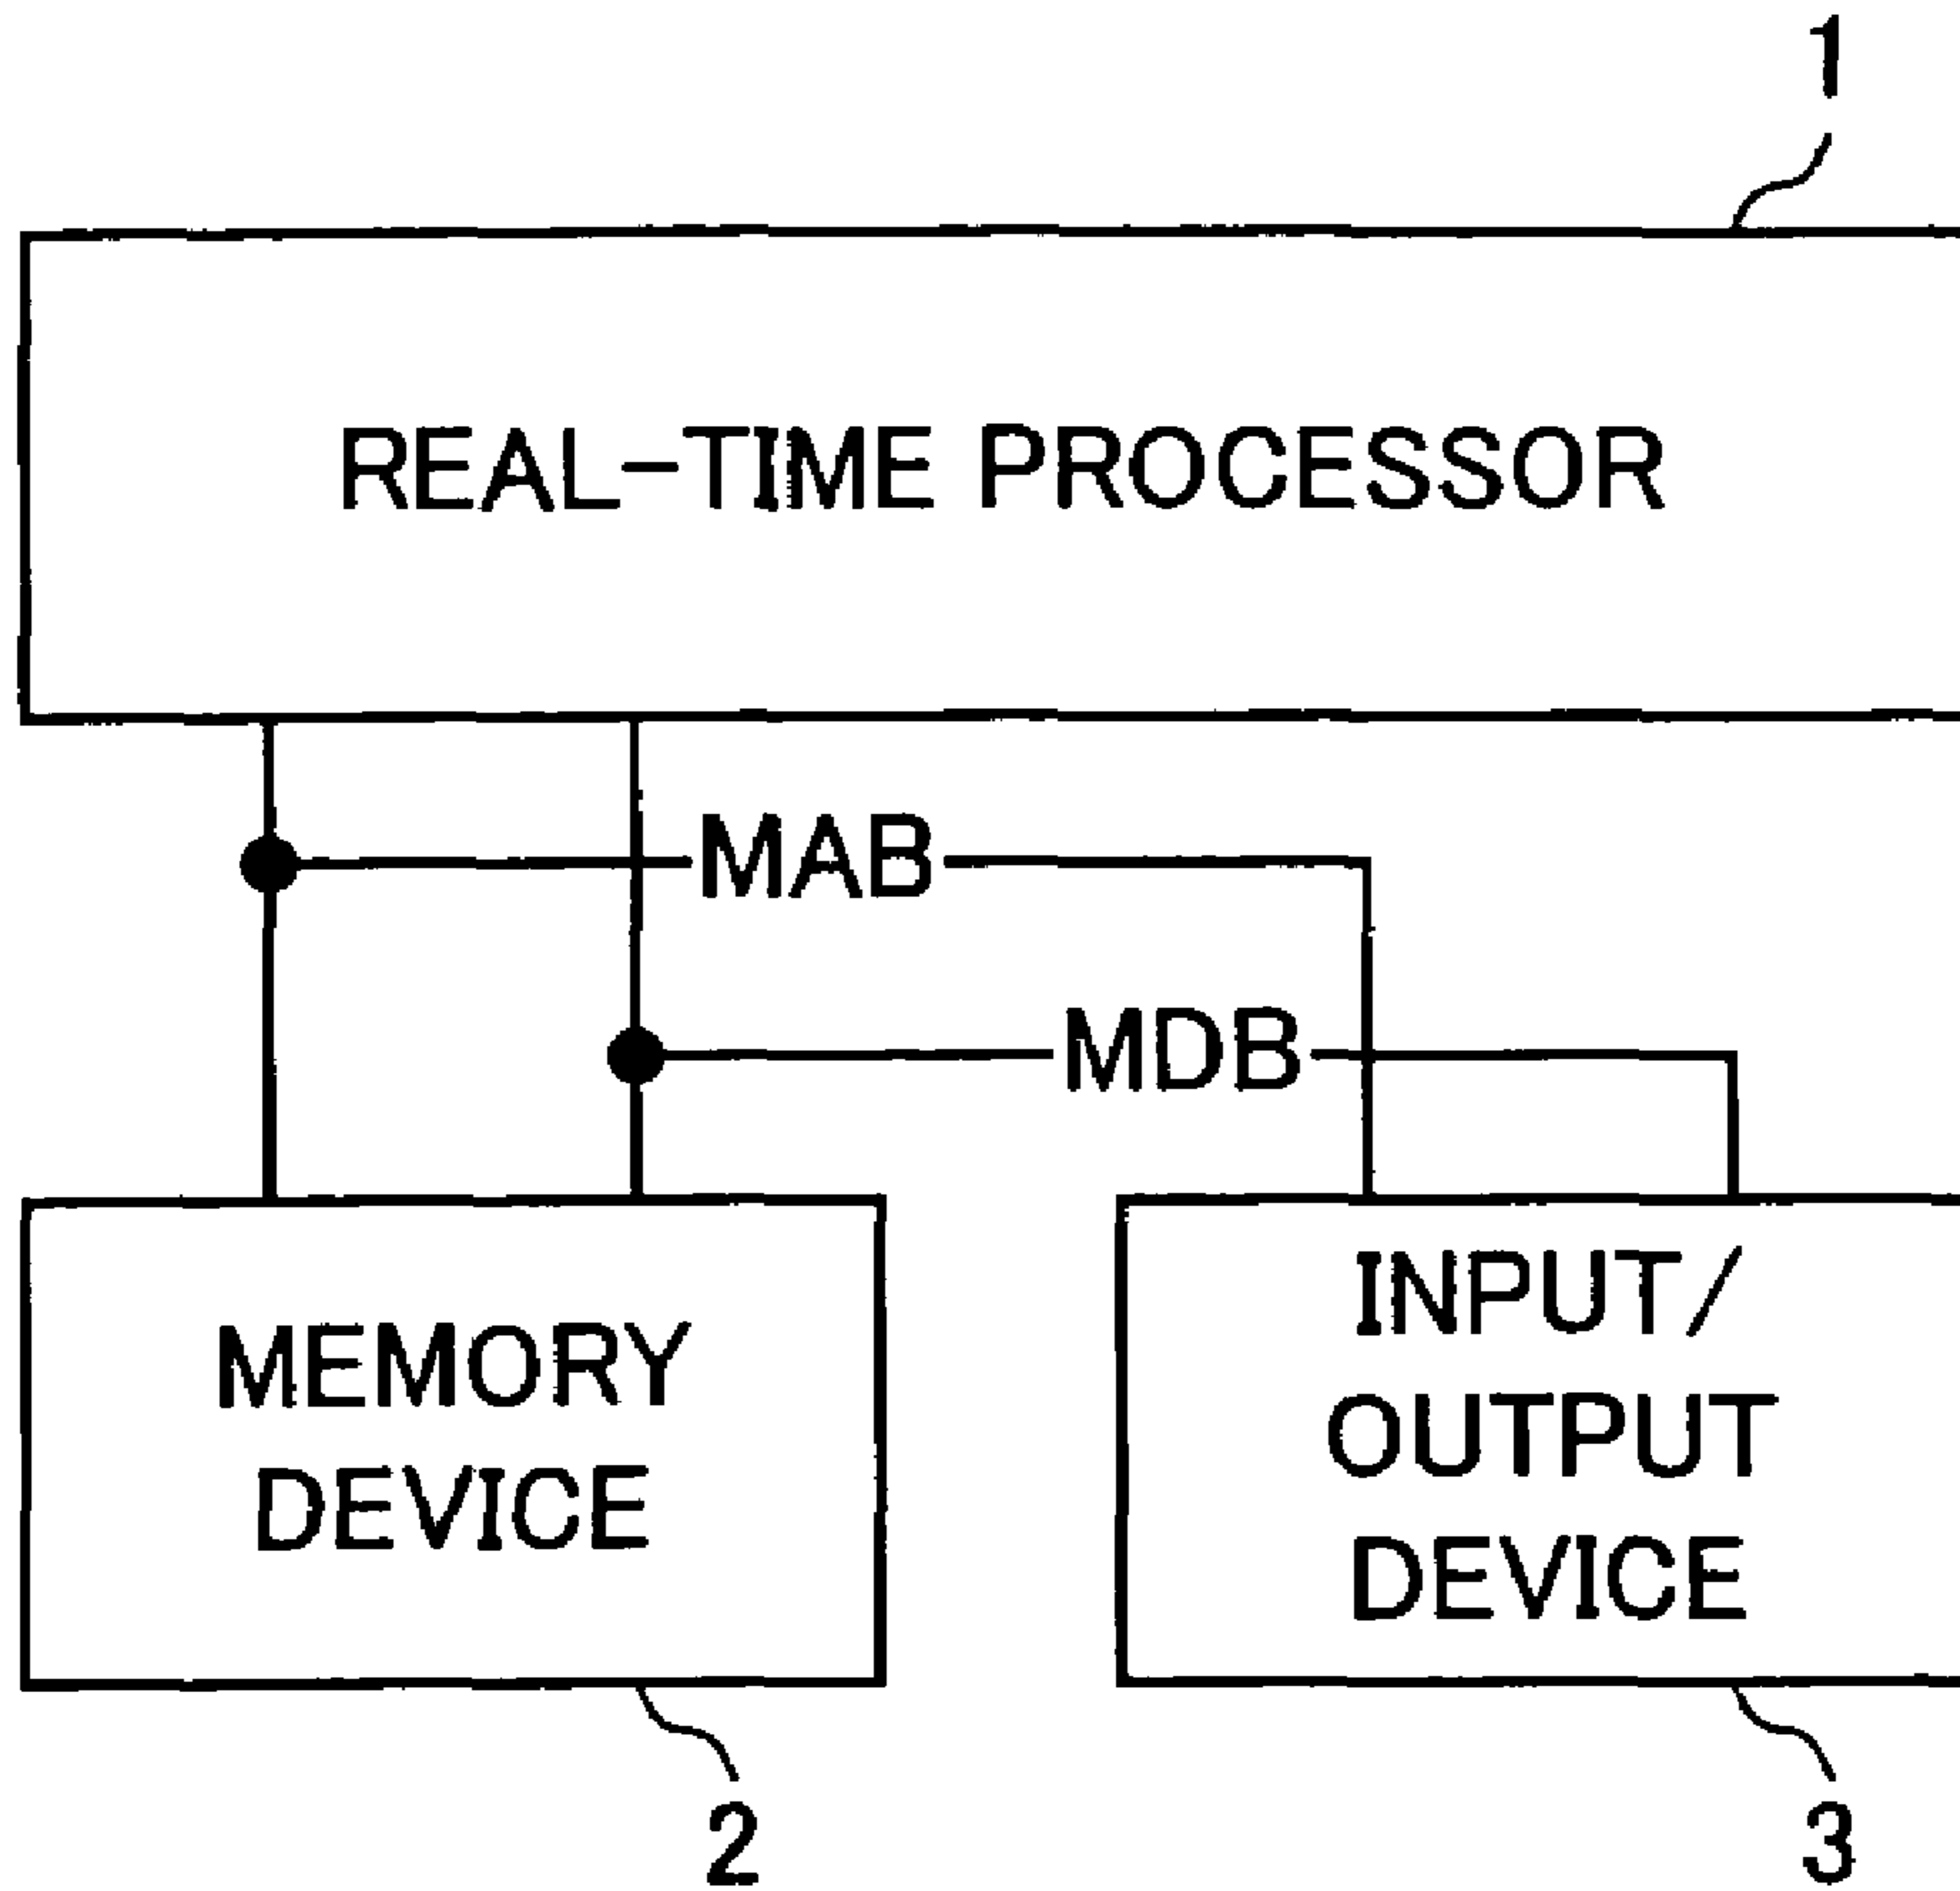 1
REAL-TIME PROCESSOR
MAB
MDB
MEMORY
DEVICE
INPUT/
OUTPUT
DEVICE
2
3